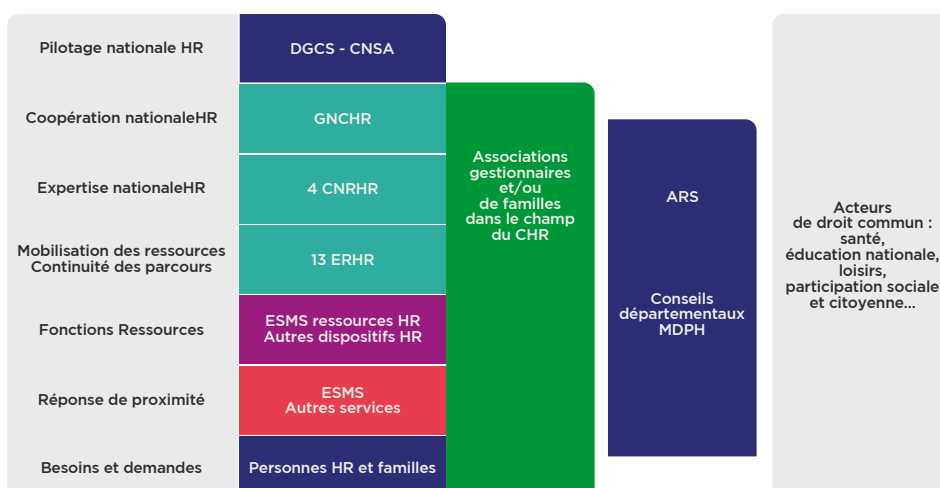 Pilotage nationale HR
DGCS - CNSA
Coopération nationaleHR
GNCHR
Expertise nationaleHR
4 CNRHR
Mobilisation des ressources
Continuité des parcours
13 ERHR
Fonctions Ressources
ESMS ressources HR
Autres dispositifs HR
Réponse de proximité
ESMS
Autres services
Besoins et demandes
Personnes HR et familles
Associations
gestionnaires
et/ou
de familles
dans le champ
du CHR
ARS
Conseils
départementaux
MDPH
Acteurs
de droit commun :
santé,
éducation nationale,
loisirs,
participation sociale
et citoyenne...